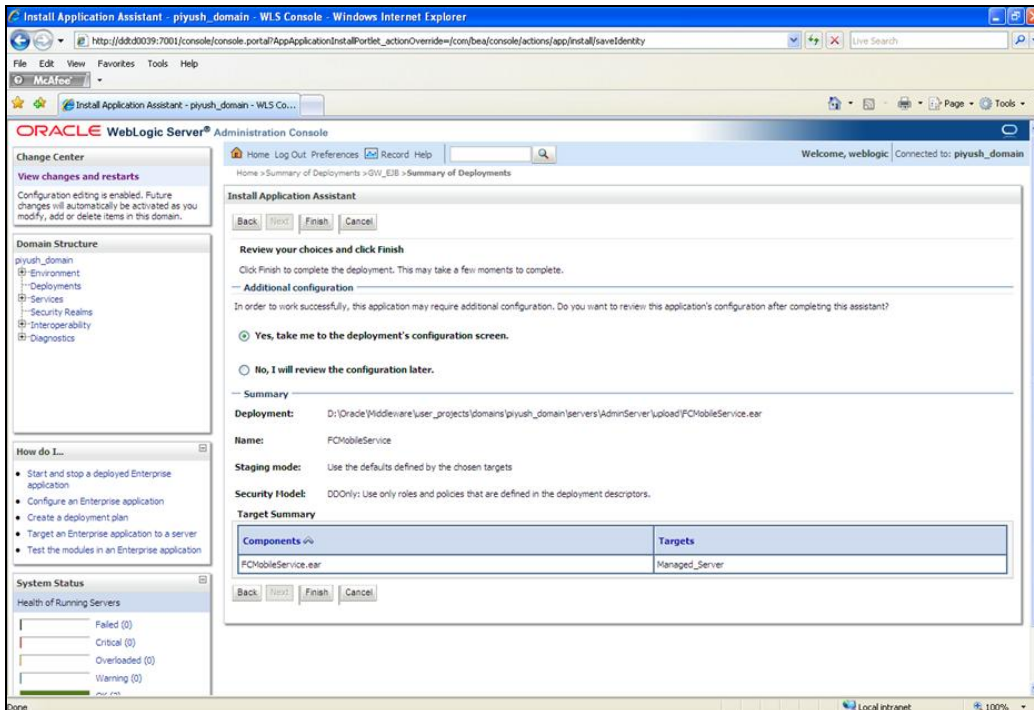 Install Application Assistant - piyush_domain - WLS Console - Windows Internet Explorer
http://ddtd0039:7001/console/console.portal?AppApplicationInstallPortlet_actionOverride=/com/bea/console/actions/app/install/saveIdentity
Live Search
File Edit View Favorites Tools Help
McAfee
Install Application Assistant - piyush_domain - WLS Co...
Page Tools
ORACLE WebLogic Server® Administration Console
Change Center
View changes and restarts
Configuration editing is enabled. Future
changes will automatically be activated as you
modify, add or delete items in this domain.
Domain Structure
piyush_domain
Environment
Deployments
Services
Security Realms
Interoperability
Diagnostics
How do I...
Start and stop a deployed Enterprise
application
Configure an Enterprise application
Create a deployment plan
Target an Enterprise application to a server
Test the modules in an Enterprise application
System Status
Health of Running Servers
Failed (0)
Critical (0)
Overloaded (0)
Warning (0)
Home Log Out Preferences Record Help
Welcome, weblogic Connected to: piyush_domain
Home >Summary of Deployments >GW_EJB >Summary of Deployments
Install Application Assistant
Back Next Finish Cancel
Review your choices and click Finish
Click Finish to complete the deployment. This may take a few moments to complete.
Additional configuration
In order to work successfully, this application may require additional configuration. Do you want to review this application's configuration after completing this assistant?
Yes, take me to the deployment's configuration screen.
No, I will review the configuration later.
Summary
Deployment: D:\Oracle\Middleware\user_projects\domains\piyush_domain\servers\AdminServer\upload\FCMobileService.ear
Name: FCMobileService
Staging mode: Use the defaults defined by the chosen targets
Security Model: DDOnly: Use only roles and policies that are defined in the deployment descriptors.
Target Summary
Components Targets
FCMobileService.ear Managed_Server
Back Next Finish Cancel
Done
Local intranet
100%